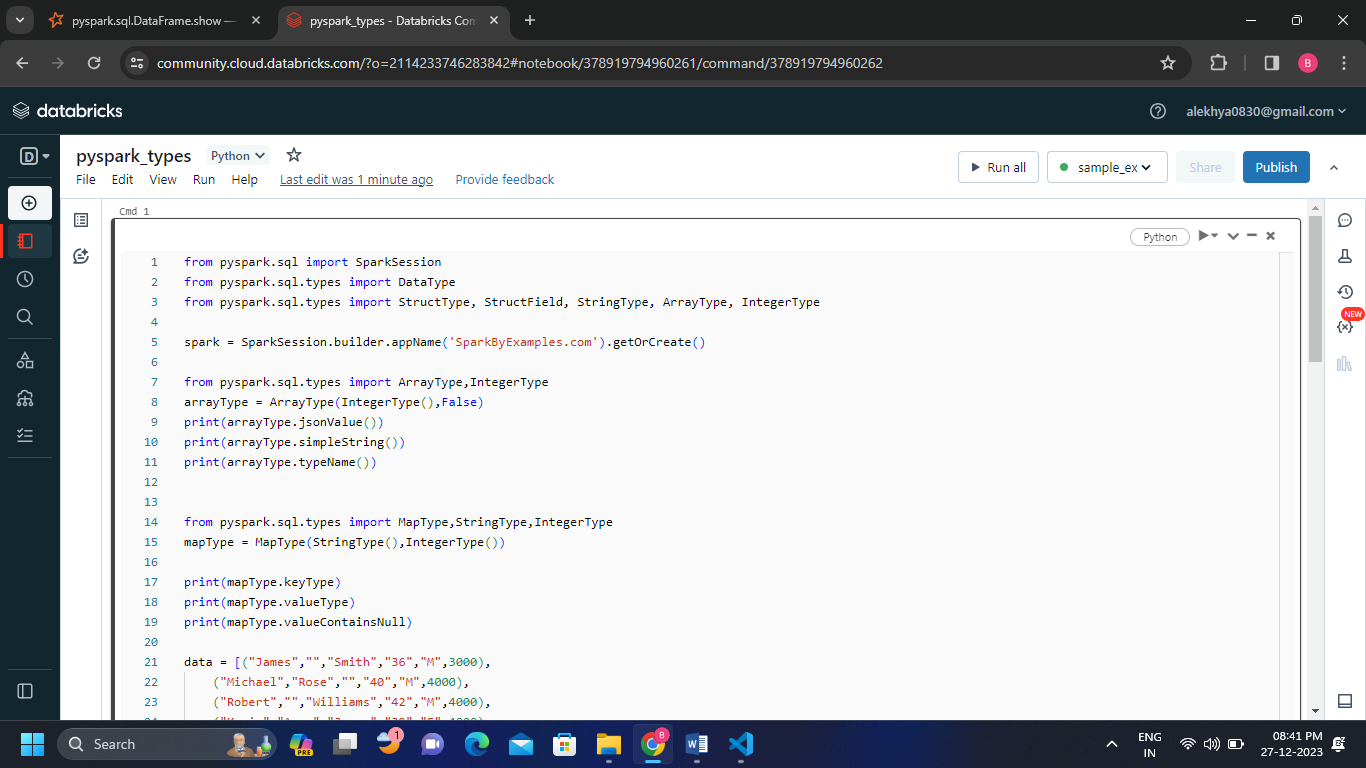 pyspark.sql.DataFrame.show —
pyspark_types - Databricks Com
community.cloud.databricks.com/?o=2114233746283842#notebook/378919794960261/command/378919794960262
B
databricks
alekhya0830@gmail.com
D
pyspark_types
Python
Run all
sample_ex
Share
Publish
File Edit View Run Help Last edit was 1 minute ago Provide feedback
Cmd 1
Python
NEW
1 from pyspark.sql import SparkSession
2 from pyspark.sql.types import DataType
3 from pyspark.sql.types import StructType, StructField, StringType, ArrayType, IntegerType
4
5 spark = SparkSession.builder.appName('SparkByExamples.com').getOrCreate()
6
7 from pyspark.sql.types import ArrayType,IntegerType
8 arrayType = ArrayType(IntegerType(),False)
9 print(arrayType.jsonValue())
10 print(arrayType.simpleString())
11 print(arrayType.typeName())
12
13
14 from pyspark.sql.types import MapType,StringType,IntegerType
15 mapType = MapType(StringType(),IntegerType())
16
17 print(mapType.keyType)
18 print(mapType.valueType)
19 print(mapType.valueContainsNull)
20
21 data = [("James","","Smith","36","M",3000),
22 ("Michael","Rose","","40","M",4000),
23 ("Robert","","Williams","42","M",4000),
Search
PRE
1
B
ENG
IN
08:41 PM
27-12-2023